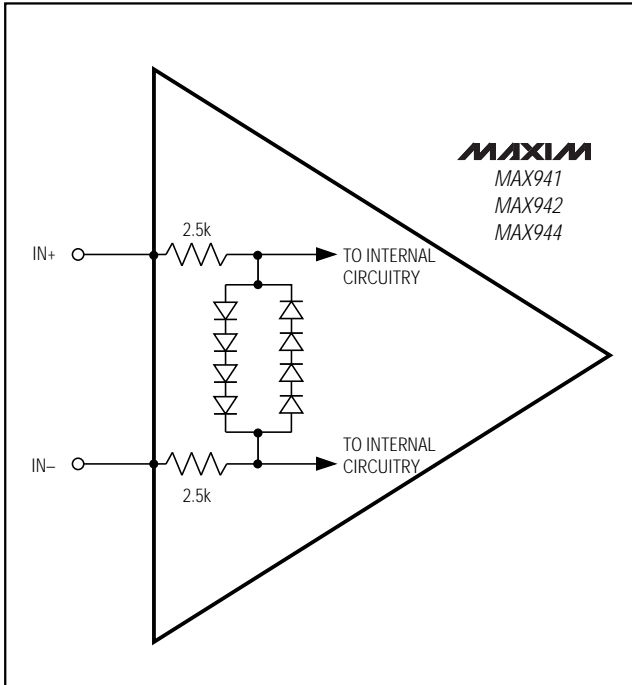 MAXIM
MAX941
MAX942
MAX944
2.5k
IN+
TO INTERNAL
CIRCUITRY
TO INTERNAL
CIRCUITRY
IN–
2.5k